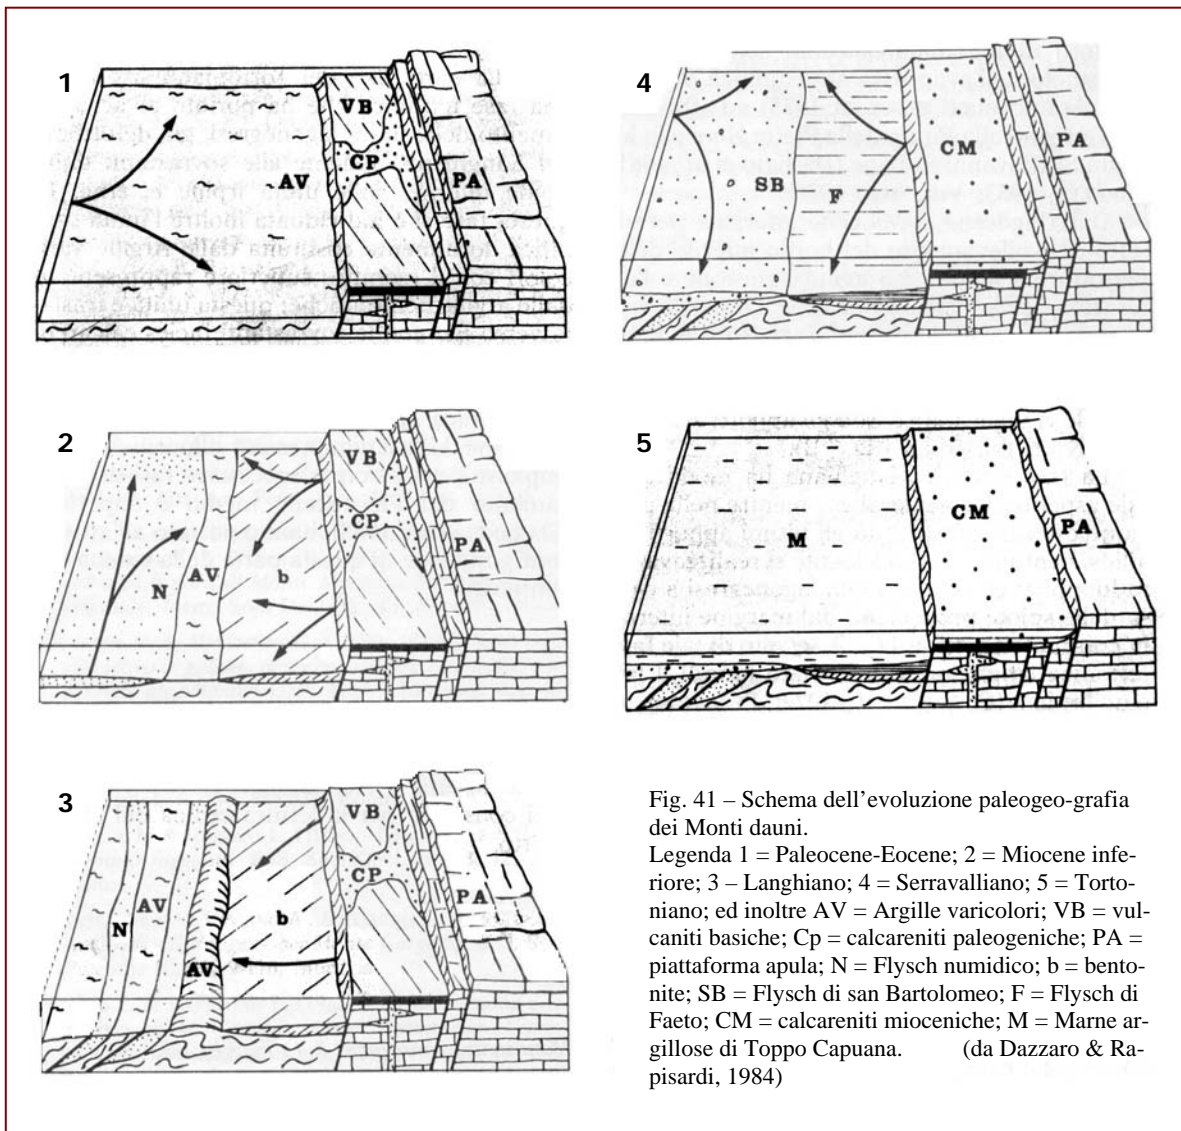 1
VB
CP
AV
PA
2
VB
CP
PA
AV
N
b
3
VB
CP
PA
AV
N
b
AV
4
PA
CM
SB
F
5
CM
PA
M
Fig. 41 – Schema dell’evoluzione paleogeo-grafia
dei Monti dauni.
Legenda 1 = Paleocene-Eocene; 2 = Miocene infe-
riore; 3 – Langhiano; 4 = Serravalliano; 5 = Torto-
niano; ed inoltre AV = Argille varicolori; VB = vul-
caniti basiche; Cp = calcareniti paleogeniche; PA =
piattaforma apula; N = Flysch numidico; b = bento-
nite; SB = Flysch di san Bartolomeo; F = Flysch di
Faeto; CM = calcareniti mioceniche; M = Marne ar-
gillose di Toppo Capuana. (da Dazzaro & Ra-
pisardi, 1984)